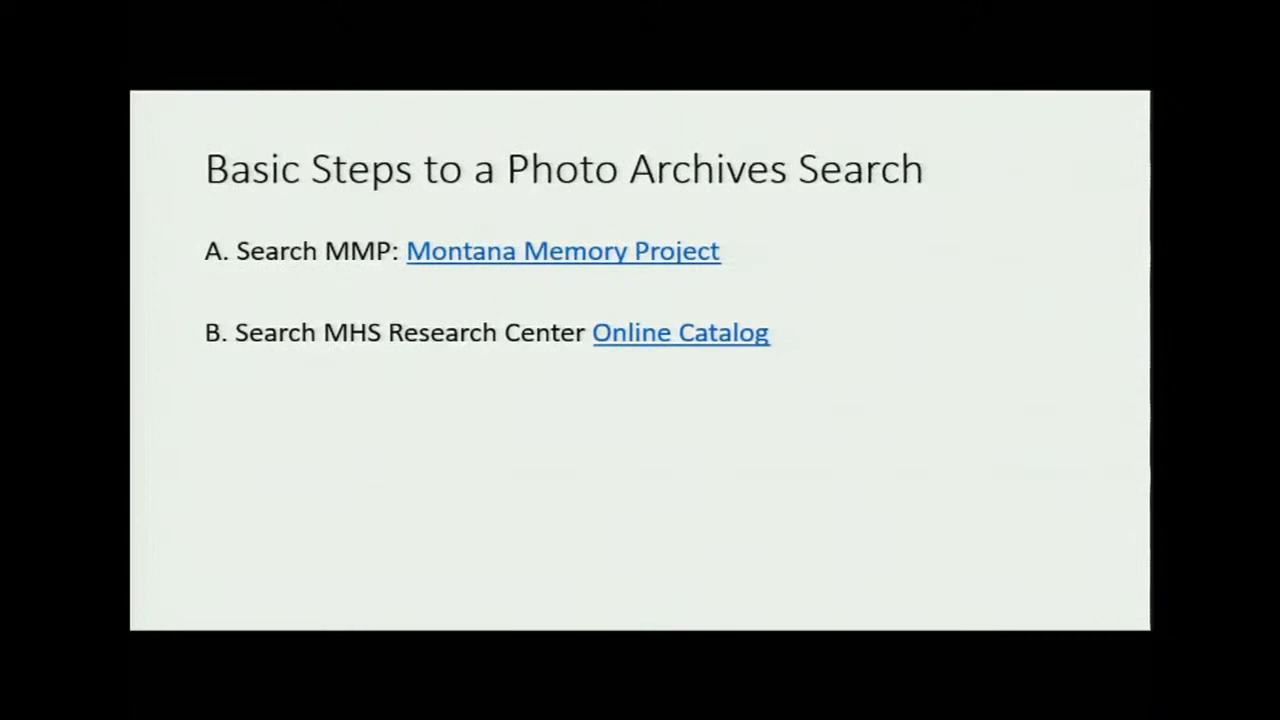 Basic Steps to a Photo Archives Search
A. Search MMP: Montana Memory Project
B. Search MHS Research Center Online Catalog